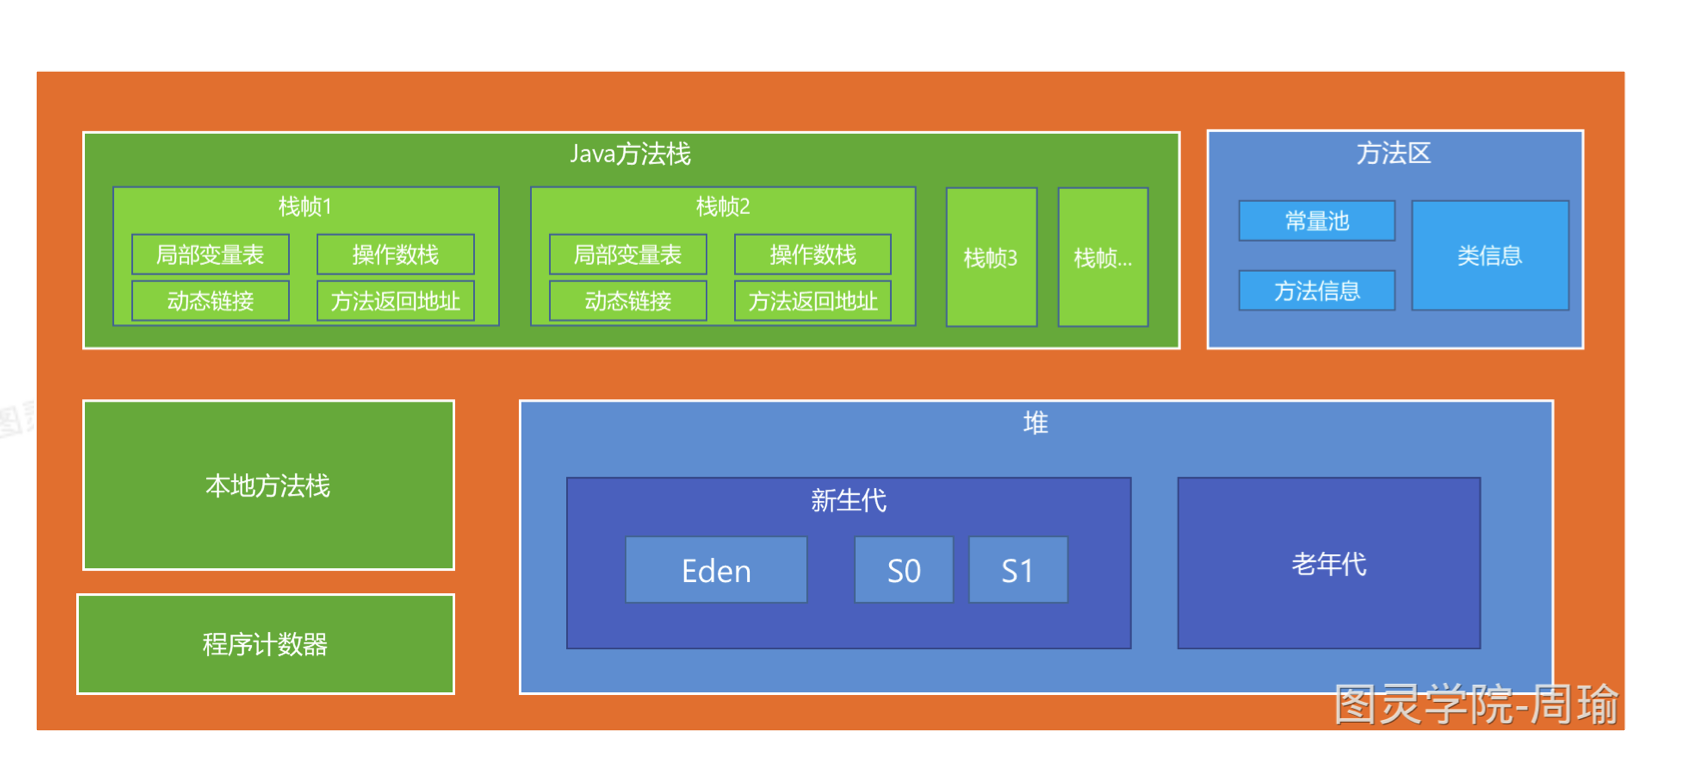 Java方法栈
栈帧1
局部变量表
操作数栈
动态链接
方法返回地址
栈帧2
局部变量表
操作数栈
动态链接
方法返回地址
栈帧3
栈帧...
方法区
常量池
方法信息
类信息
本地方法栈
程序计数器
堆
新生代
Eden
S0
S1
老年代
图灵学院-周瑜